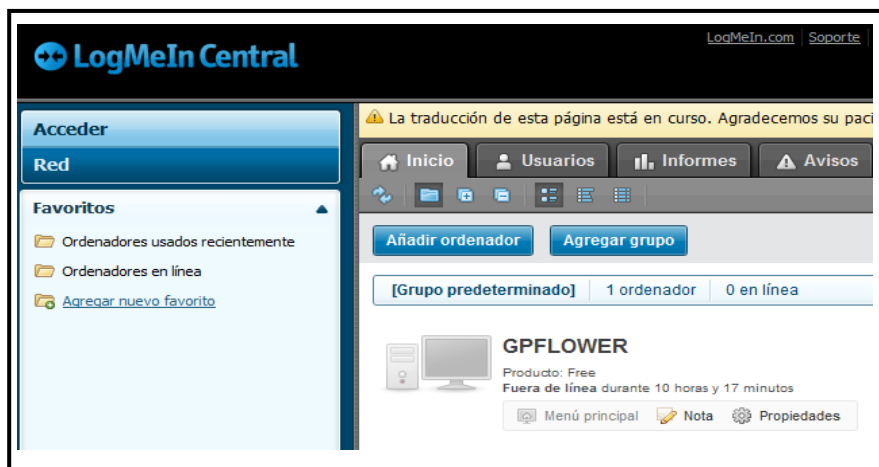 LogMeIn Central
LogMeIn.com Soporte
Acceder
Red
Favoritos
Ordenadores usados recientemente
Ordenadores en línea
Agregar nuevo favorito
La traducción de esta página está en curso. Agradecemos su paci
Inicio Usuarios Informes Avisos
Añadir ordenador Agregar grupo
[Grupo predeterminado] 1 ordenador 0 en línea
GPFLOWER
Producto: Free
Fuera de línea durante 10 horas y 17 minutos
Menú principal Nota Propiedades